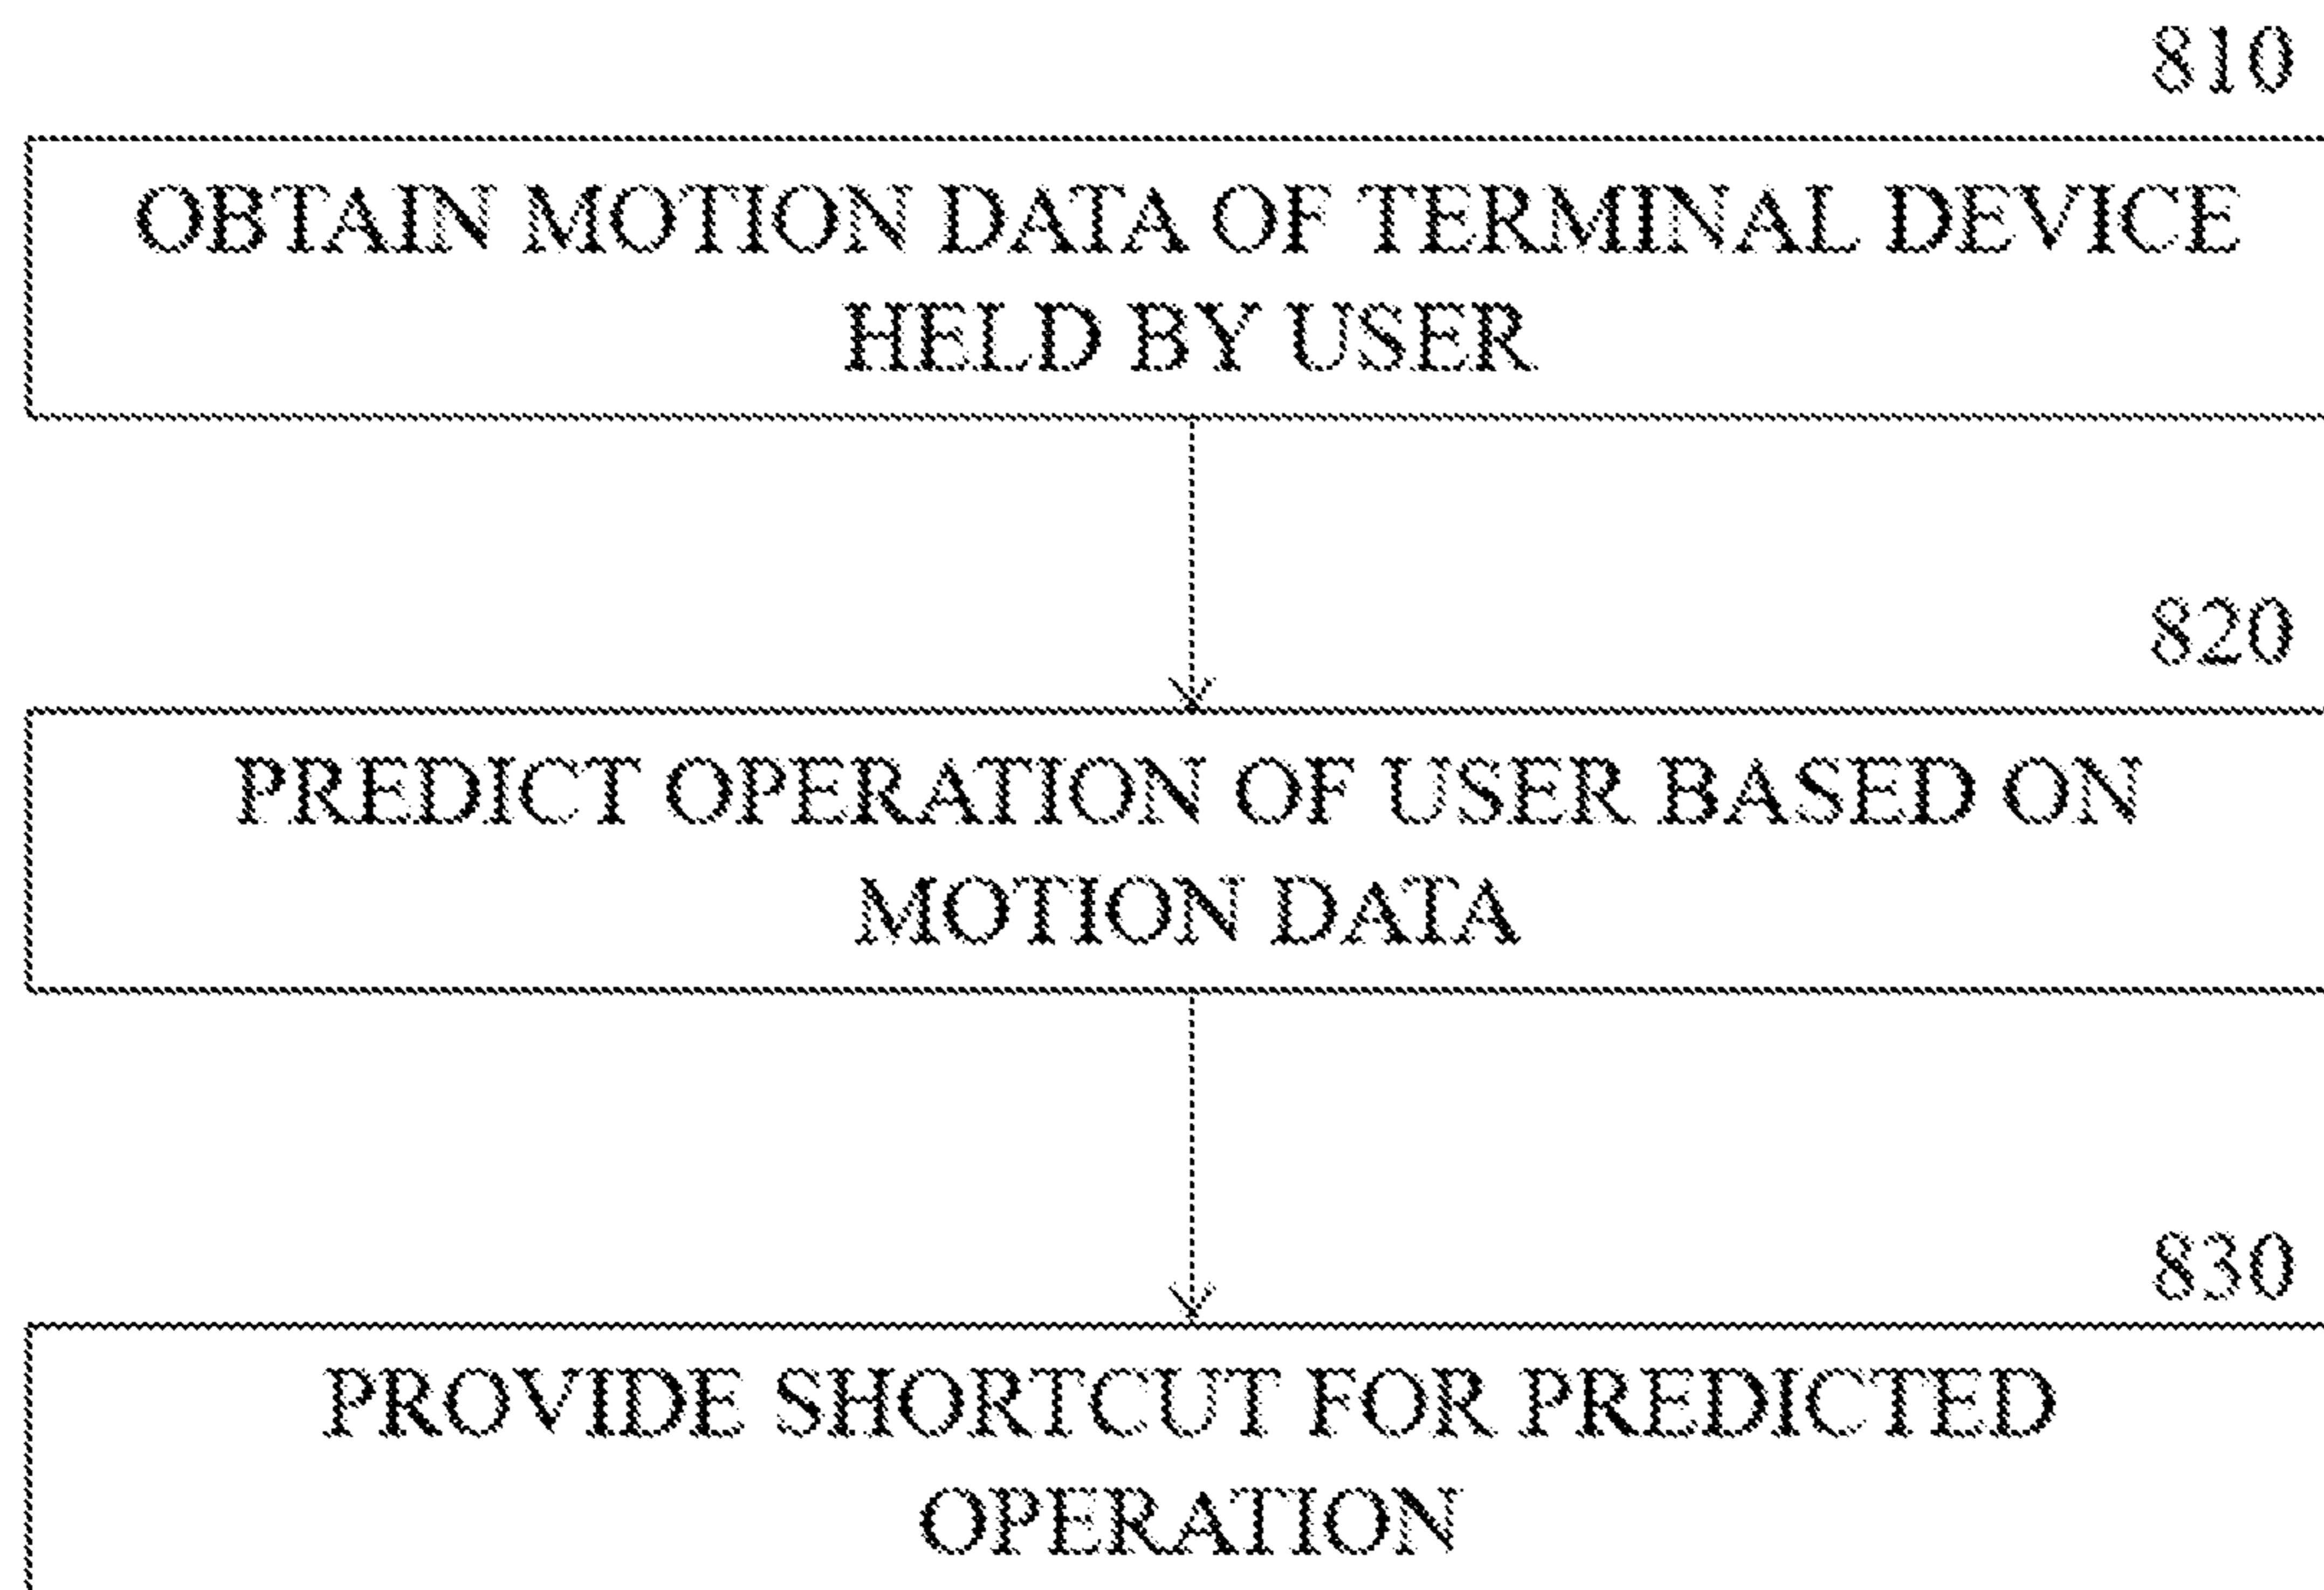 810
OBTAIN MOTION DATA OF TERMINAL DEVICE
HELD BY USER
820
PREDICT OPERATION OF USER BASED ON
MOTION DATA
830
PROVIDE SHORTCUT FOR PREDICTED
OPERATION